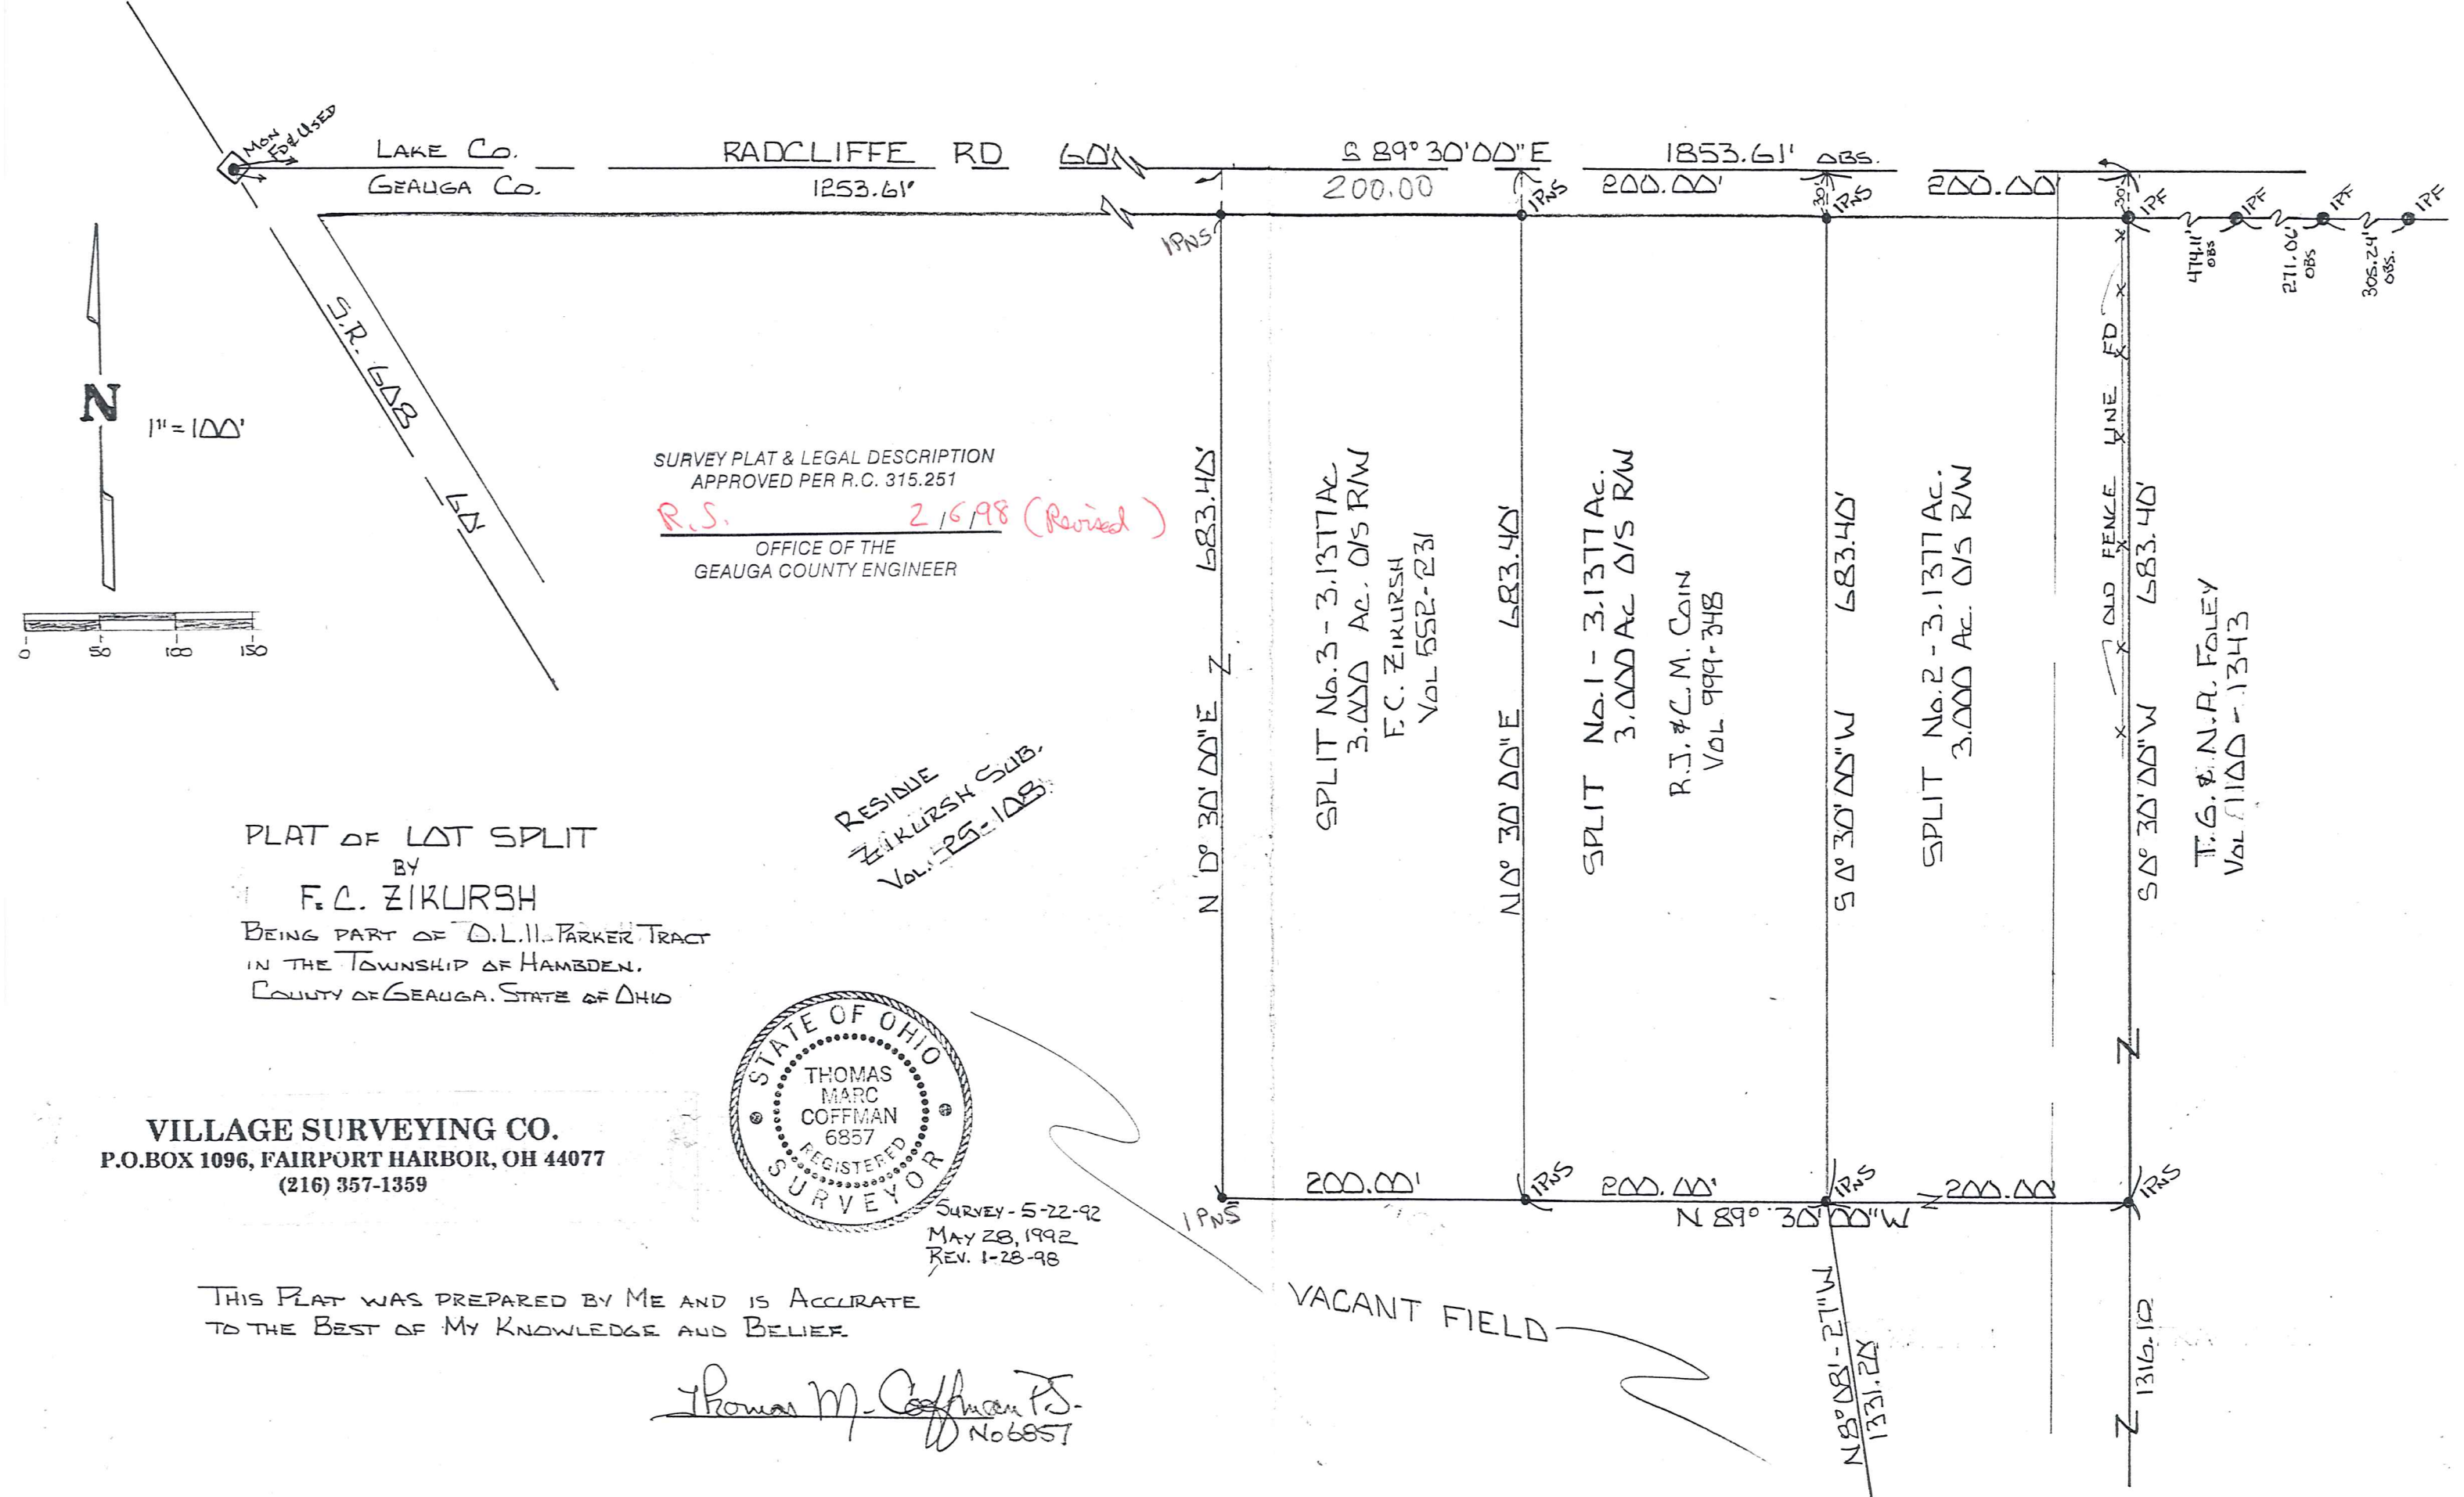 MON
FD & USED
LAKE CO.
GEAUGA CO.
RADCLIFFE RD 60'
1253.61'
S 89° 30' 00" E 1853.61' OBS.
200.00
200.00'
200.00
IPNS
IPNS
IPNS
30'
30'
IPF
IPF
IPF
IPF
474.11'
OBS
271.06'
OBS
305.24'
OBS.
S.R. 608
60'
N
1" = 100'
0 50 100 150
SURVEY PLAT & LEGAL DESCRIPTION
APPROVED PER R.C. 315.251
R.S. 2/6/98 (Revised)
OFFICE OF THE
GEAUGA COUNTY ENGINEER
N 0° 30' 00" E 683.40'
SPLIT No. 3 - 3.1377 Ac.
3.000 Ac. O/S R/W
F.C. ZIKURSH
VOL 552-231
N 0° 30' 00" E 683.40'
SPLIT No. 1 - 3.1377 Ac.
3.000 Ac O/S R/W
R.J. & C.M. COIN
VOL 999-348
S 0° 30' 00" W 683.40'
SPLIT No. 2 - 3.1377 Ac.
3.000 Ac. O/S R/W
OLD FENCE LINE FD
S 0° 30' 00" W 683.40'
T.G. & N.A. FOLEY
VOL 1100-1343
RESIDUE
ZIKURSH SUB.
VOL. 25-108
PLAT OF LOT SPLIT
BY
F.C. ZIKURSH
BEING PART OF O.L.11 PARKER TRACT
IN THE TOWNSHIP OF HAMBDEN.
COUNTY OF GEAUGA. STATE OF OHIO
VILLAGE SURVEYING CO.
P.O.BOX 1096, FAIRPORT HARBOR, OH 44077
(216) 357-1359
STATE OF OHIO
THOMAS
MARC
COFFMAN
6857
REGISTERED
SURVEYOR
SURVEY - 5-22-92
MAY 28, 1992
REV. 1-28-98
200.00'
200.00'
200.00
IPNS
IPNS
IPNS
IPNS
N 89° 30' 00" W
N 8° 08' - 27" W
1331.20
1316.10
VACANT FIELD
THIS PLAT WAS PREPARED BY ME AND IS ACCURATE
TO THE BEST OF MY KNOWLEDGE AND BELIEF.
Thomas M. Coffman P.S.
No 6857